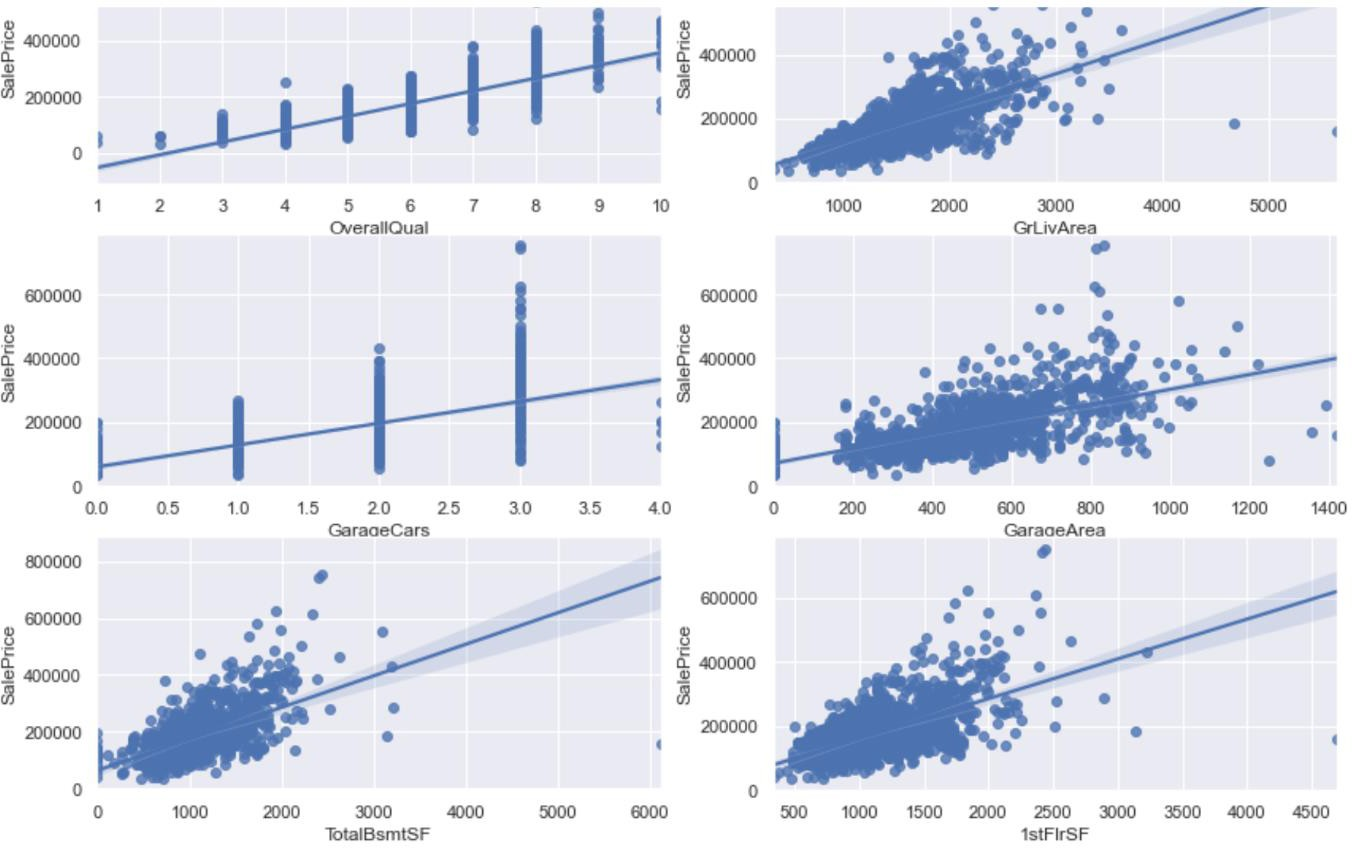 SalePrice
400000
200000
0
1 2 3 4 5 6 7 8 9 10
OverallQual
SalePrice
400000
200000
0
1000 2000 3000 4000 5000
GrLivArea
SalePrice
600000
400000
200000
0
0.0 0.5 1.0 1.5 2.0 2.5 3.0 3.5 4.0
GarageCars
SalePrice
600000
400000
200000
0
0 200 400 600 800 1000 1200 1400
GarageArea
SalePrice
800000
600000
400000
200000
0
0 1000 2000 3000 4000 5000 6000
TotalBsmtSF
SalePrice
600000
400000
200000
0
500 1000 1500 2000 2500 3000 3500 4000 4500
1stFlrSF